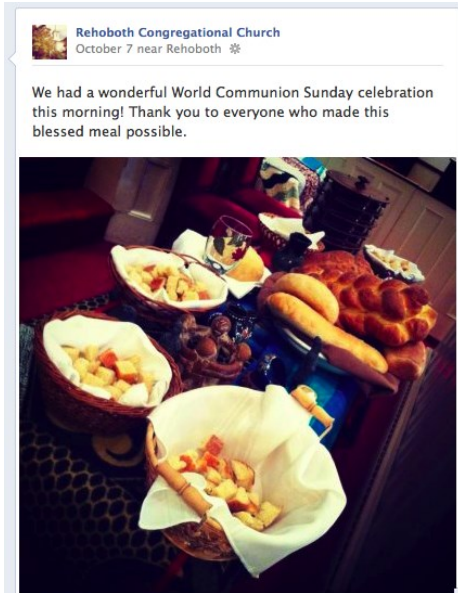 Rehoboth Congregational Church
October 7 near Rehoboth
We had a wonderful World Communion Sunday celebration
this morning! Thank you to everyone who made this
blessed meal possible.